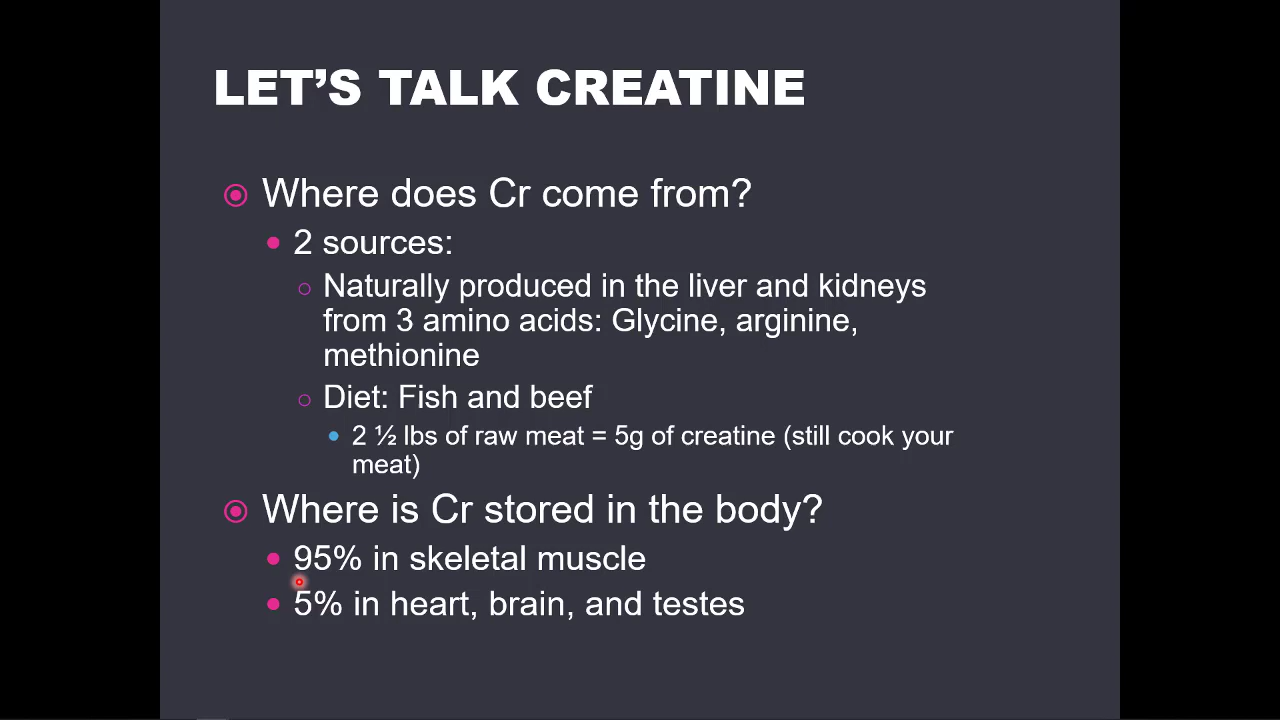 LET’S TALK CREATINE
Where does Cr come from?
2 sources:
Naturally produced in the liver and kidneys
from 3 amino acids: Glycine, arginine,
methionine
Diet: Fish and beef
2 ½ lbs of raw meat = 5g of creatine (still cook your
meat)
Where is Cr stored in the body?
95% in skeletal muscle
5% in heart, brain, and testes